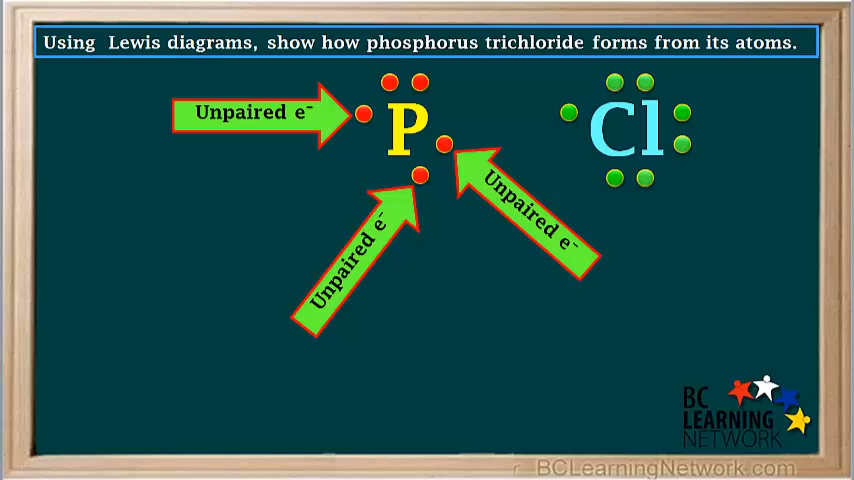 Using Lewis diagrams, show how phosphorus trichloride forms from its atoms.
Unpaired e⁻
P
Cl
Unpaired e⁻
Unpaired e⁻
BC
LEARNING
NETWORK
BCLearningNetwork.com